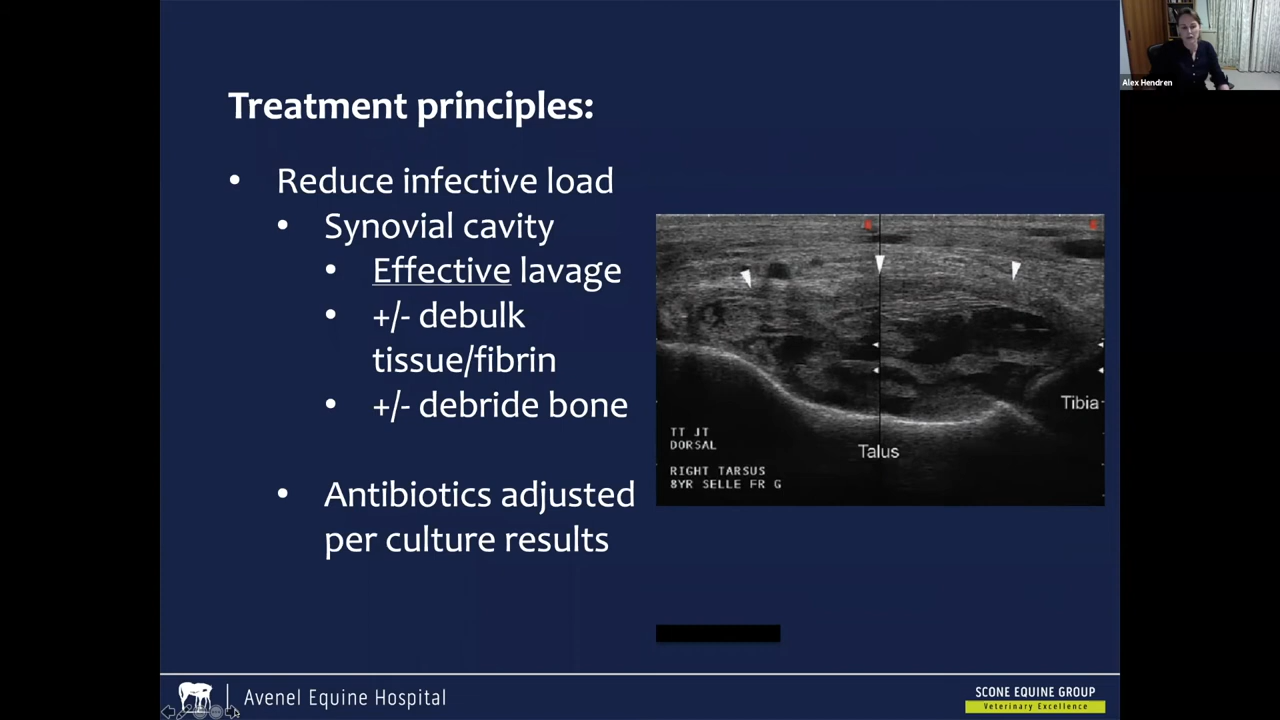 Alex Hendren
Treatment principles:
• Reduce infective load
• Synovial cavity
• Effective lavage
• +/- debulk
tissue/fibrin
• +/- debride bone
• Antibiotics adjusted
per culture results
Tibia
Talus
TT JT
DORSAL
RIGHT TARSUS
8YR SELLE FR G
Avenel Equine Hospital
SCONE EQUINE GROUP
Veterinary Excellence